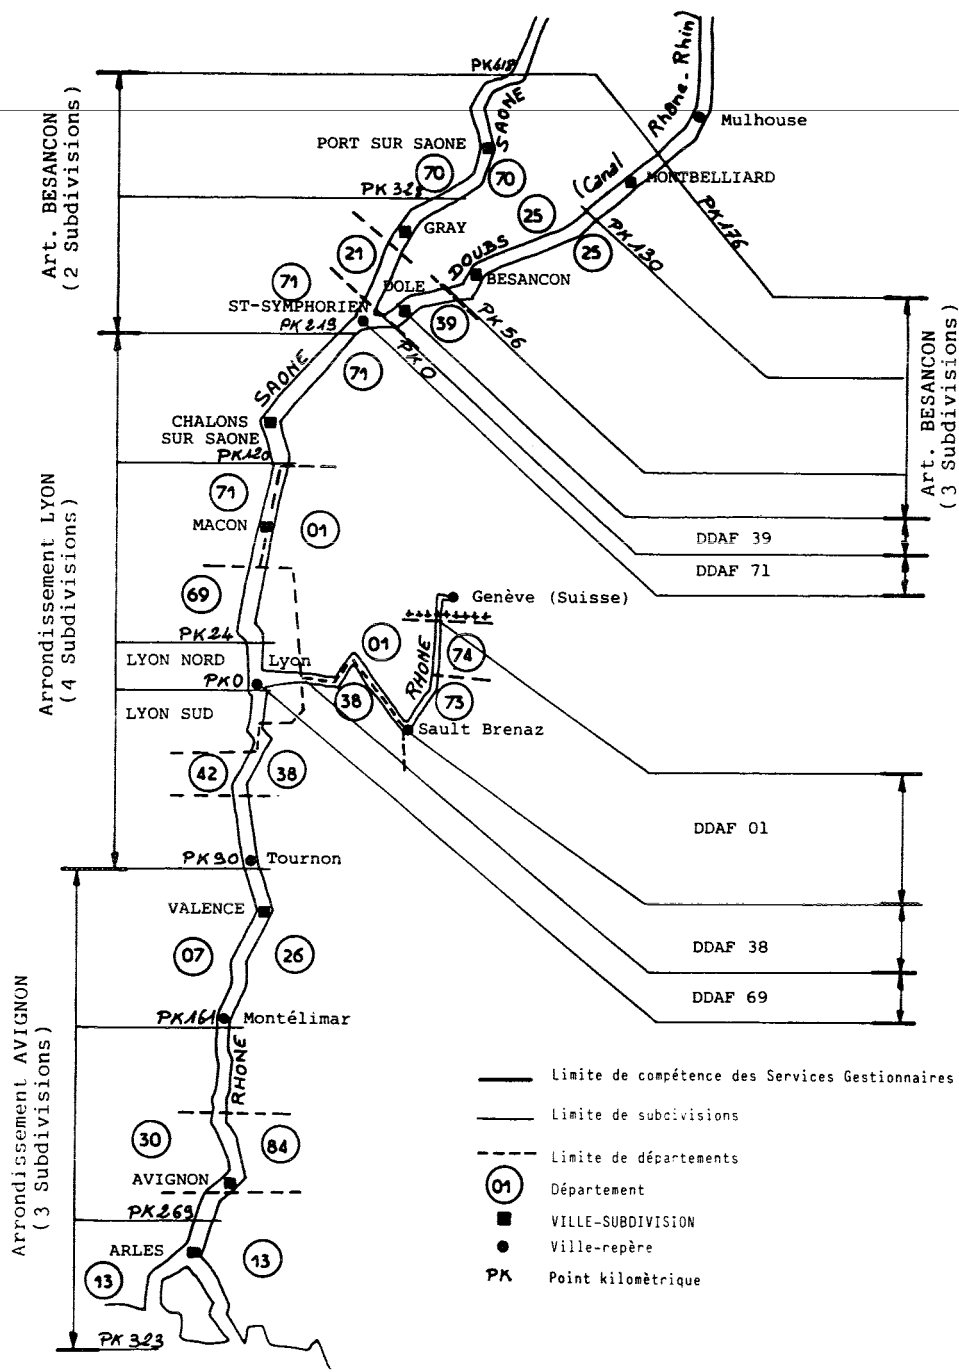 PK 418
SAONE
(Canal Rhône-Rhin)
Mulhouse
PORT SUR SAONE
MONTBELLIARD
70
70
PK 328
25
25
PK 176
PK 130
GRAY
21
DOUBS
BESANCON
71
DOLE
ST-SYMPHORIEN
PK 219
39
PK 56
PK 0
71
Art. BESANCON
(2 Subdivisions)
SAONE
CHALONS
SUR SAONE
PK 120
71
MACON
01
Art. BESANCON
(3 Subdivisions)
DDAF 39
DDAF 71
Arrondissement LYON
(4 Subdivisions)
69
Genève (Suisse)
PK 24
LYON NORD
Lyon
01
RHONE
74
PK 0
38
73
LYON SUD
Sault Brenaz
42
38
DDAF 01
PK 90
Tournon
VALENCE
07
26
DDAF 38
DDAF 69
PK 161
Montélimar
RHONE
Arrondissement AVIGNON
(3 Subdivisions)
30
84
AVIGNON
PK 269
ARLES
13
13
PK 323
Limite de compétence des Services Gestionnaires
Limite de subdivisions
Limite de départements
01
Département
VILLE-SUBDIVISION
Ville-repère
PK
Point kilomètrique